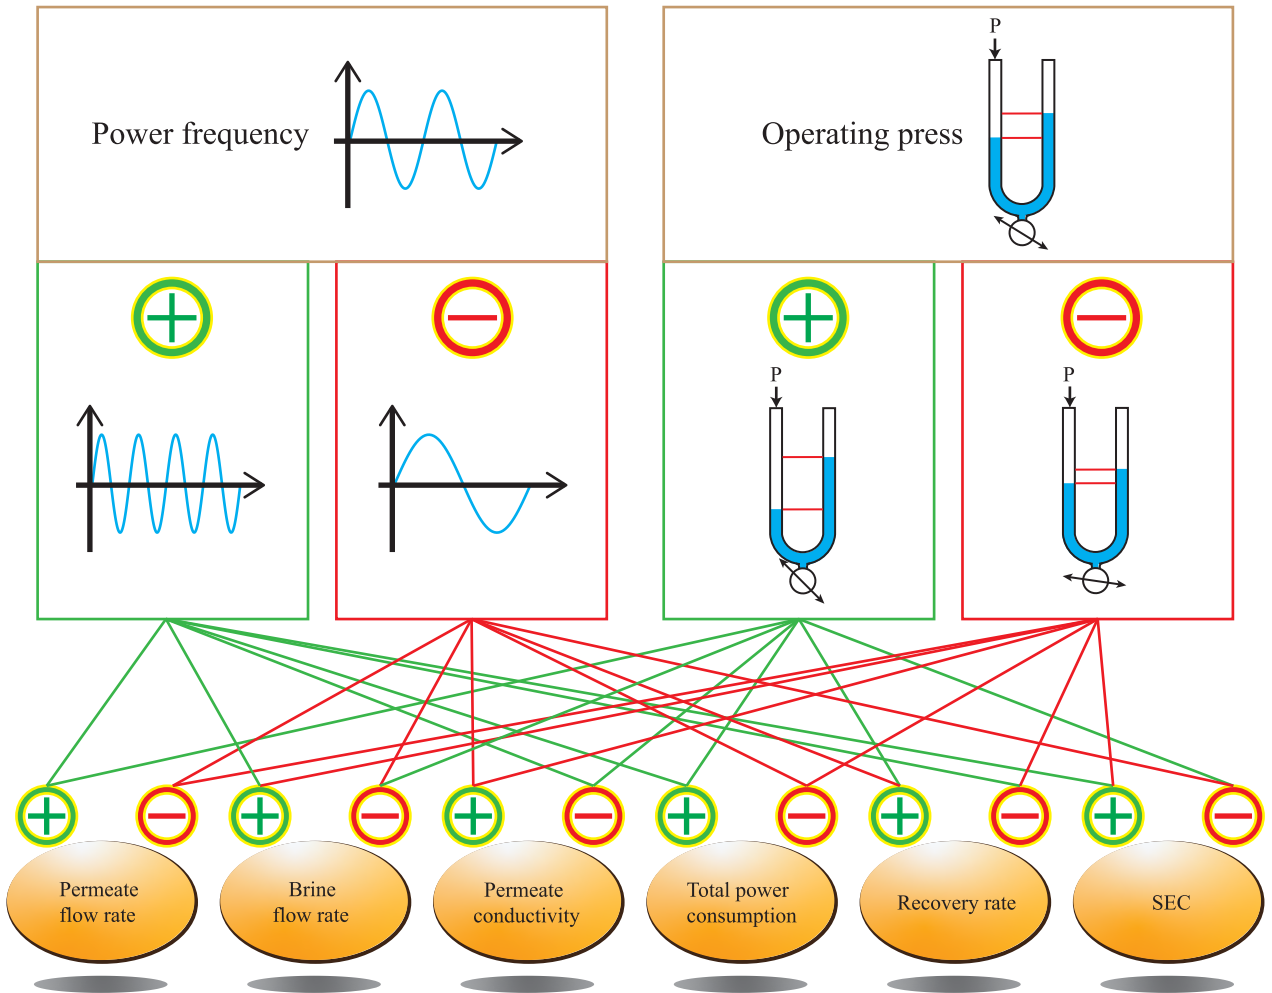 Power frequency
P
Operating press
P
P
Permeate
flow rate
Brine
flow rate
Permeate
conductivity
Total power
consumption
Recovery rate
SEC